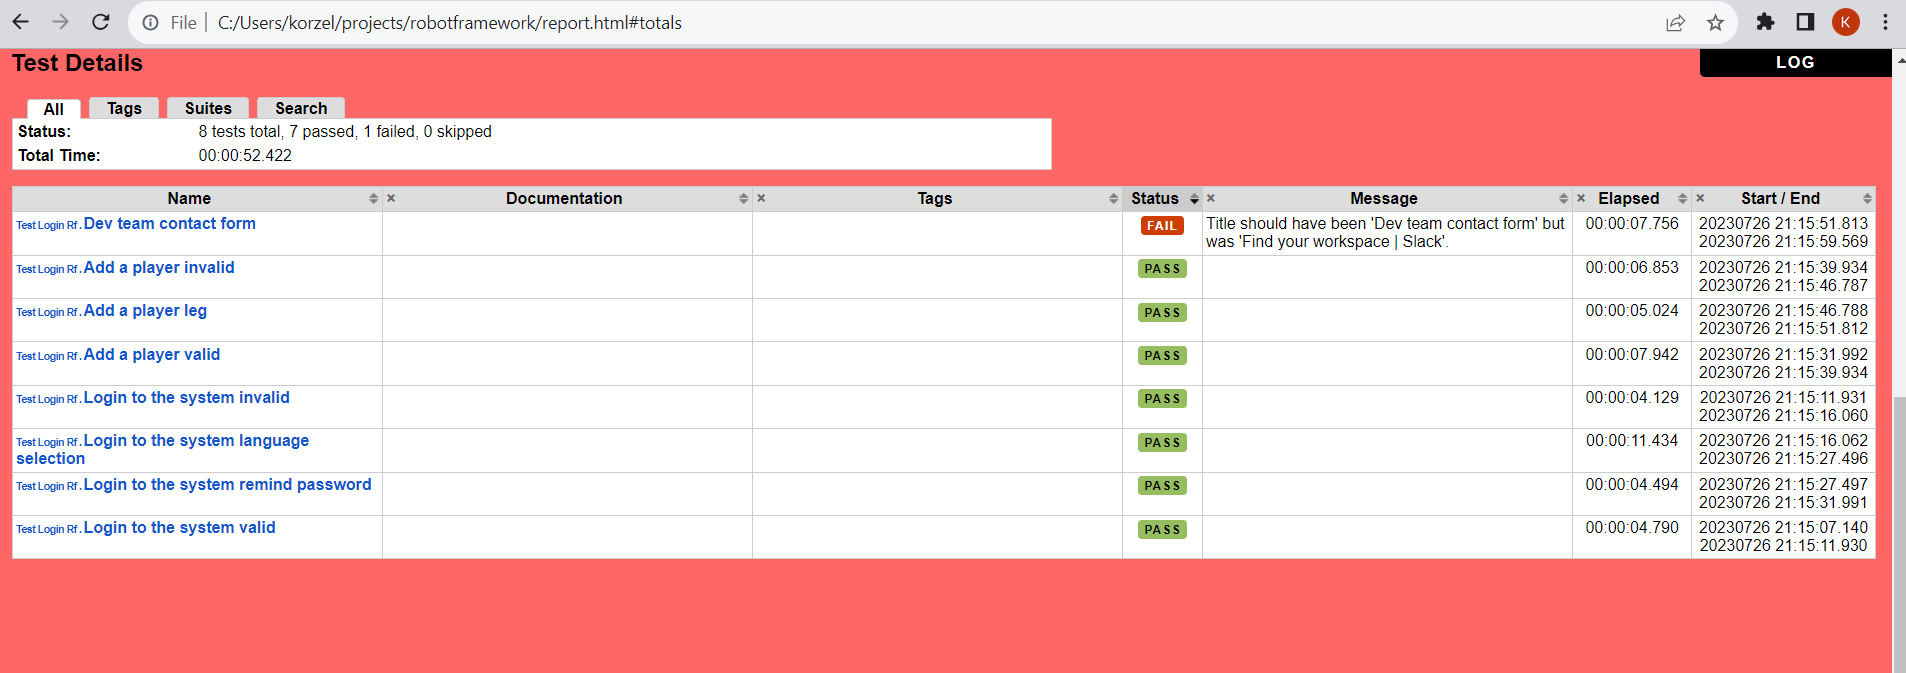 File C:/Users/korzel/projects/robotframework/report.html#totals
K
Test Details
LOG
All Tags Suites Search
Status: 8 tests total, 7 passed, 1 failed, 0 skipped
Total Time: 00:00:52.422
Name × Documentation × Tags Status × Message × Elapsed × Start / End
Test Login Rf . Dev team contact form FAIL Title should have been 'Dev team contact form' but 00:00:07.756 20230726 21:15:51.813
was 'Find your workspace | Slack'. 20230726 21:15:59.569
Test Login Rf . Add a player invalid PASS 00:00:06.853 20230726 21:15:39.934
20230726 21:15:46.787
Test Login Rf . Add a player leg PASS 00:00:05.024 20230726 21:15:46.788
20230726 21:15:51.812
Test Login Rf . Add a player valid PASS 00:00:07.942 20230726 21:15:31.992
20230726 21:15:39.934
Test Login Rf . Login to the system invalid PASS 00:00:04.129 20230726 21:15:11.931
20230726 21:15:16.060
Test Login Rf . Login to the system language PASS 00:00:11.434 20230726 21:15:16.062
selection 20230726 21:15:27.496
Test Login Rf . Login to the system remind password PASS 00:00:04.494 20230726 21:15:27.497
20230726 21:15:31.991
Test Login Rf . Login to the system valid PASS 00:00:04.790 20230726 21:15:07.140
20230726 21:15:11.930